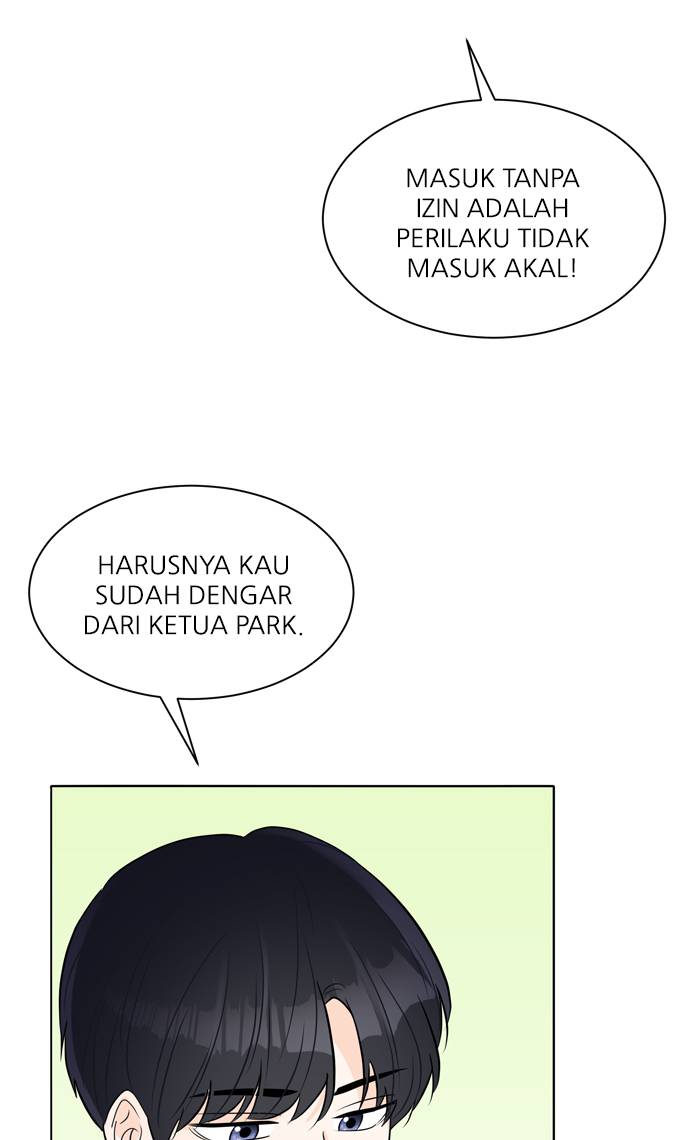 MASUK TANPA
IZIN ADALAH
PERILAKU TIDAK
MASUK AKAL!
HARUSNYA KAU
SUDAH DENGAR
DARI KETUA PARK.